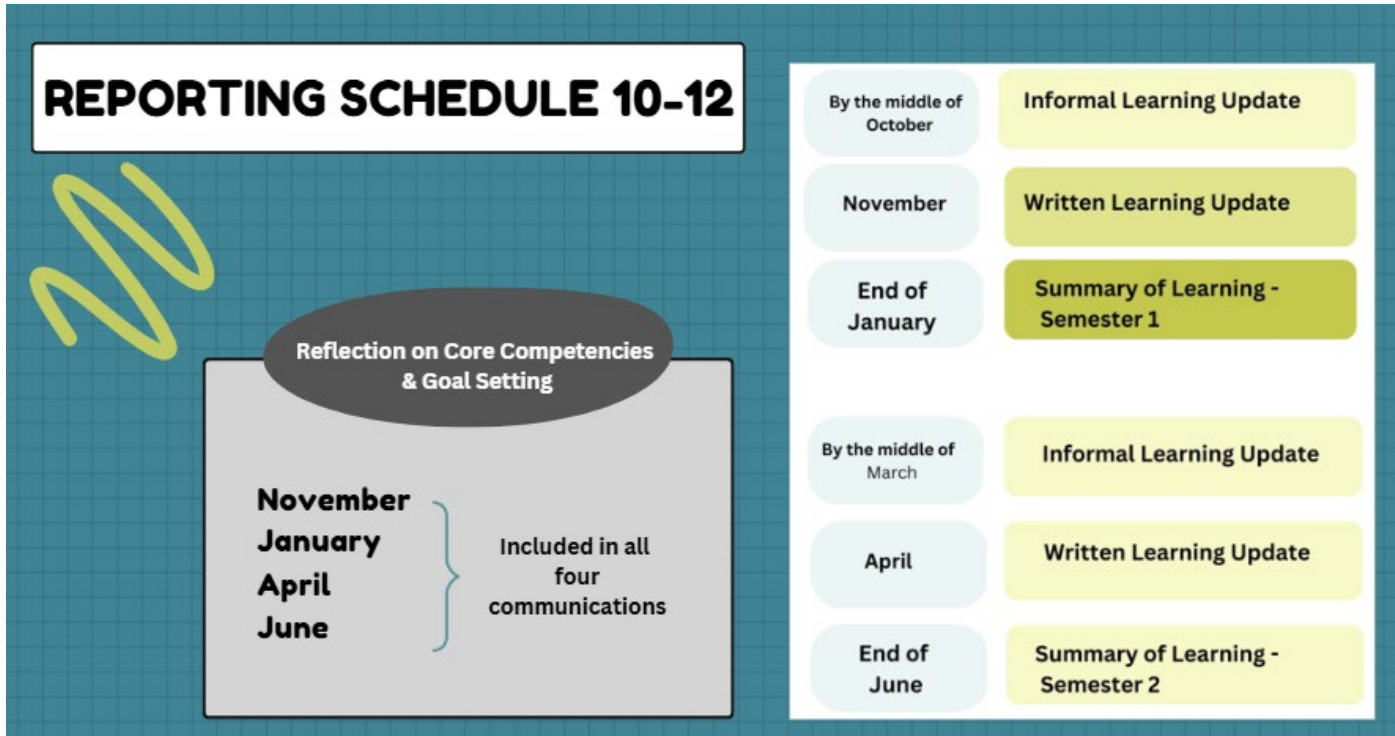 REPORTING SCHEDULE 10-12
Reflection on Core Competencies
& Goal Setting
November
January
April
June
Included in all
four
communications
By the middle of
October
Informal Learning Update
November
Written Learning Update
End of
January
Summary of Learning -
Semester 1
By the middle of
March
Informal Learning Update
April
Written Learning Update
End of
June
Summary of Learning -
Semester 2